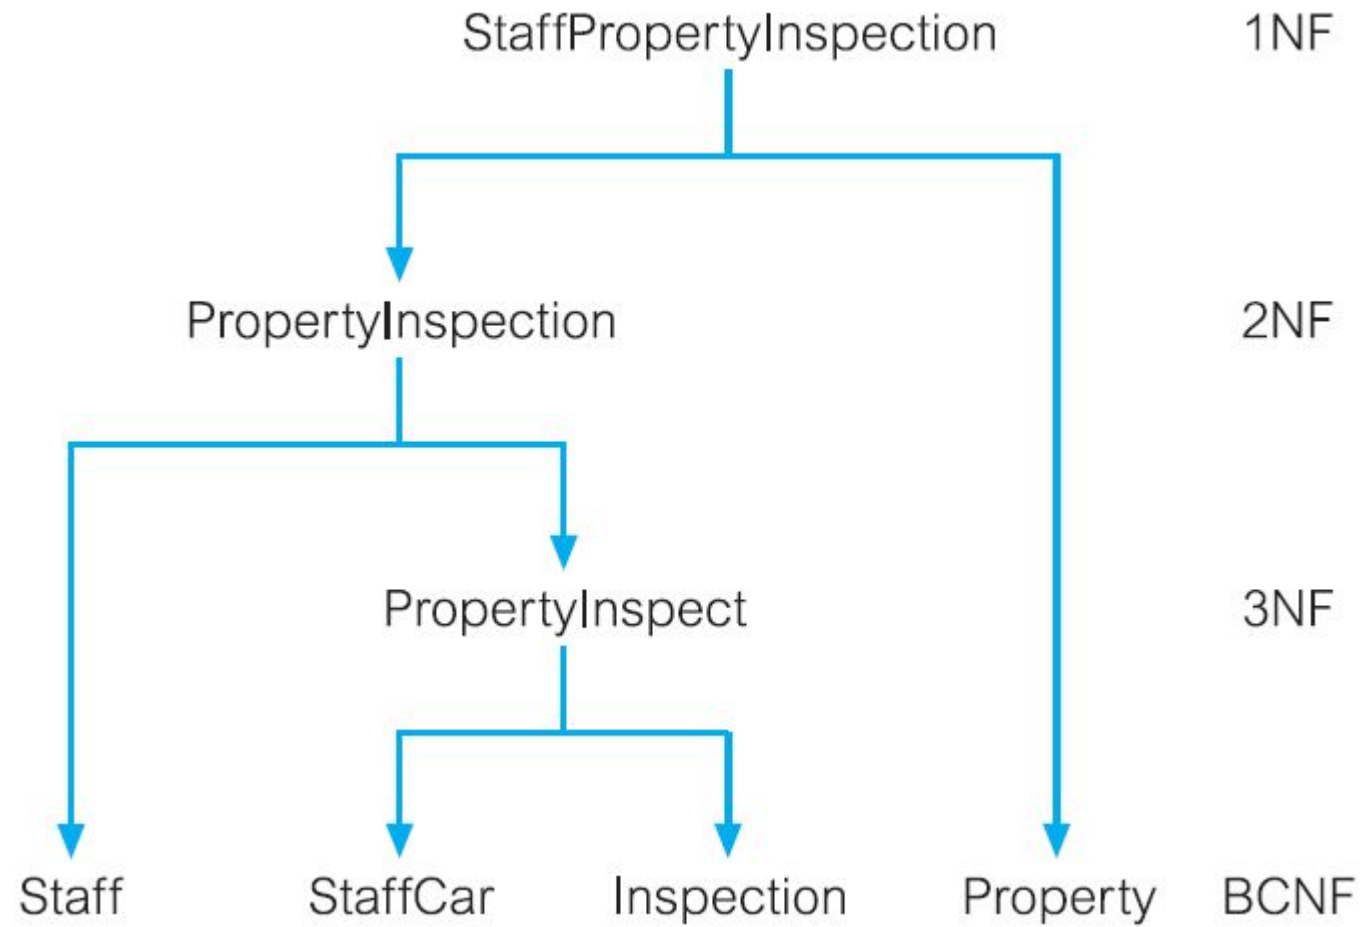 StaffPropertyInspection 1NF
PropertyInspection 2NF
PropertyInspect 3NF
Staff StaffCar Inspection Property BCNF